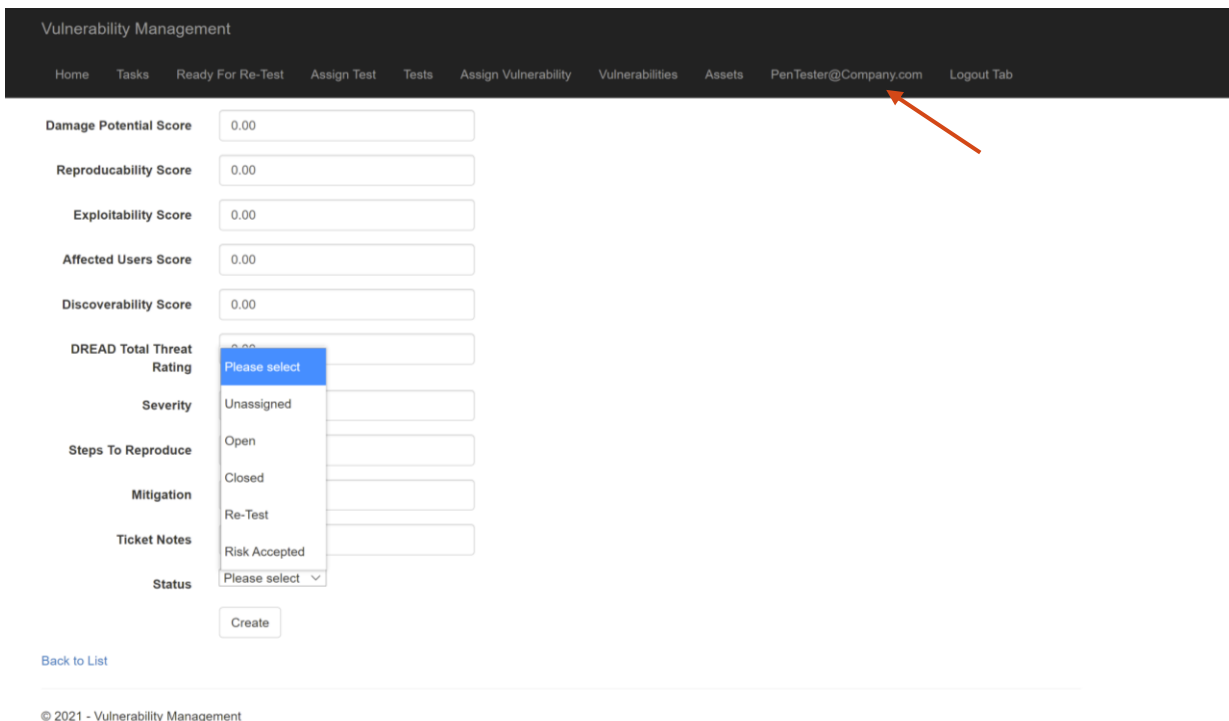 Vulnerability Management
Home Tasks Ready For Re-Test Assign Test Tests Assign Vulnerability Vulnerabilities Assets PenTester@Company.com Logout Tab
Damage Potential Score 0.00
Reproducability Score 0.00
Exploitability Score 0.00
Affected Users Score 0.00
Discoverability Score 0.00
DREAD Total Threat
Rating
Please select
Severity
Unassigned
Steps To Reproduce
Open
Closed
Mitigation
Re-Test
Ticket Notes
Risk Accepted
Status Please select
Create
Back to List
© 2021 - Vulnerability Management